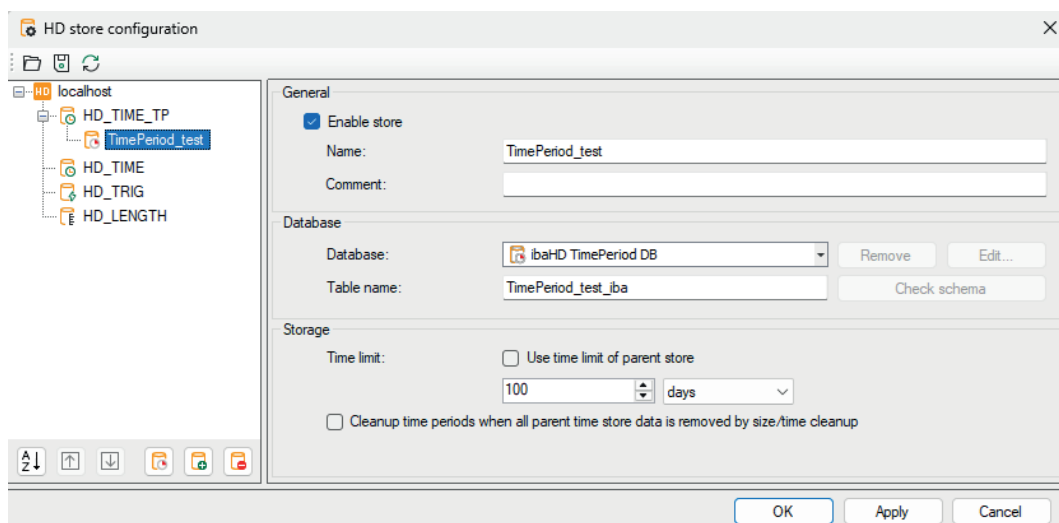 HD store configuration
HD localhost
HD_TIME_TP
TimePeriod_test
HD_TIME
HD_TRIG
HD_LENGTH
General
Enable store
Name: TimePeriod_test
Comment:
Database
Database: ibaHD TimePeriod DB Remove Edit...
Table name: TimePeriod_test_iba Check schema
Storage
Time limit: Use time limit of parent store
100 days
Cleanup time periods when all parent time store data is removed by size/time cleanup
A
Z
OK Apply Cancel